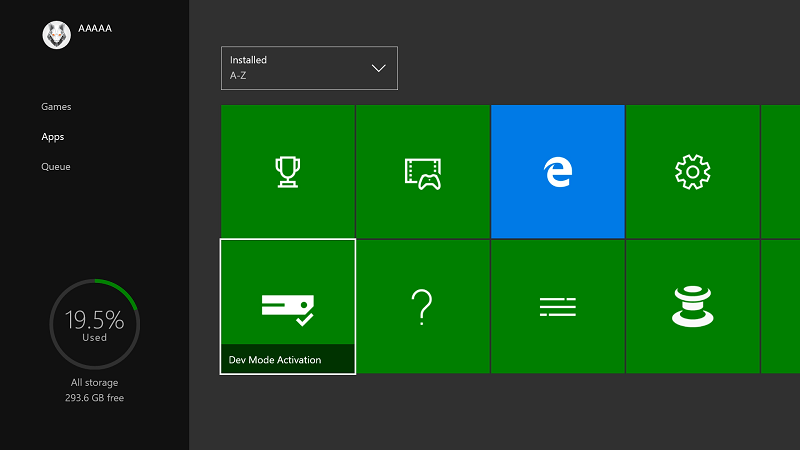 AAAAA
Games
Apps
Queue
19.5%
Used
All storage
293.6 GB free
Installed
A-Z
Dev Mode Activation